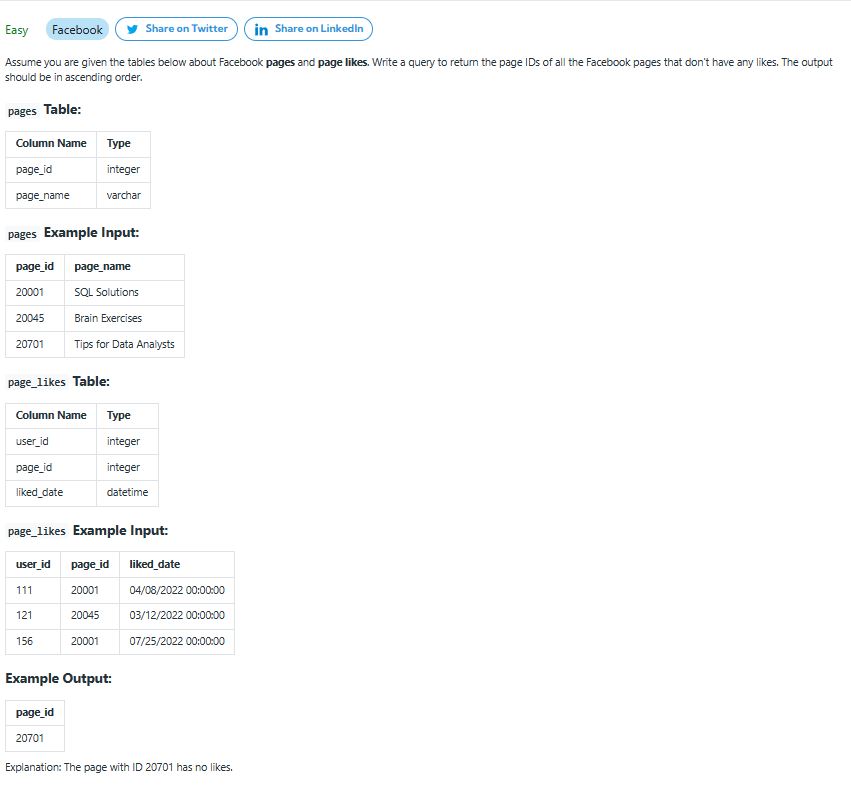 Easy Facebook Share on Twitter Share on LinkedIn
Assume you are given the tables below about Facebook pages and page likes. Write a query to return the page IDs of all the Facebook pages that don't have any likes. The output
should be in ascending order.
pages Table:
Column Name Type
page_id integer
page_name varchar
pages Example Input:
page_id page_name
20001 SQL Solutions
20045 Brain Exercises
20701 Tips for Data Analysts
page_likes Table:
Column Name Type
user_id integer
page_id integer
liked_date datetime
page_likes Example Input:
user_id page_id liked_date
111 20001 04/08/2022 00:00:00
121 20045 03/12/2022 00:00:00
156 20001 07/25/2022 00:00:00
Example Output:
page_id
20701
Explanation: The page with ID 20701 has no likes.